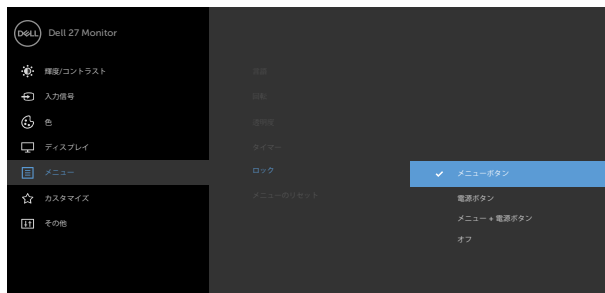 DELL Dell 27 Monitor
輝度/コントラスト
入力信号
色
ディスプレイ
メニュー
カスタマイズ
その他
言語
回転
透明度
タイマー
ロック
メニューのリセット
メニューボタン
電源ボタン
メニュー + 電源ボタン
オフ